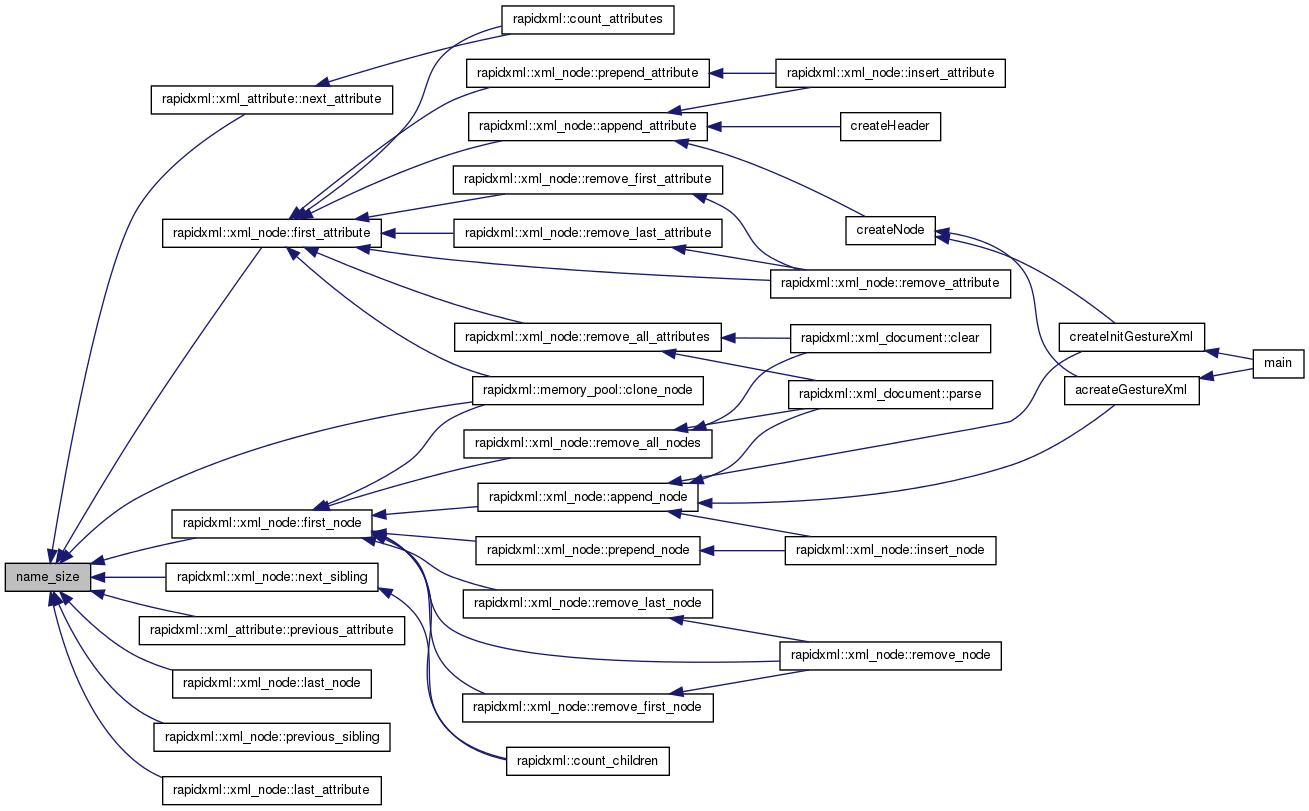 rapidxml::count_attributes
rapidxml::xml_node::prepend_attribute
rapidxml::xml_node::insert_attribute
rapidxml::xml_attribute::next_attribute
rapidxml::xml_node::append_attribute
createHeader
rapidxml::xml_node::remove_first_attribute
rapidxml::xml_node::first_attribute
rapidxml::xml_node::remove_last_attribute
createNode
rapidxml::xml_node::remove_attribute
rapidxml::xml_node::remove_all_attributes
rapidxml::xml_document::clear
createInitGestureXml
main
rapidxml::memory_pool::clone_node
rapidxml::xml_document::parse
acreateGestureXml
rapidxml::xml_node::remove_all_nodes
rapidxml::xml_node::append_node
rapidxml::xml_node::first_node
rapidxml::xml_node::prepend_node
rapidxml::xml_node::insert_node
name_size
rapidxml::xml_node::next_sibling
rapidxml::xml_node::remove_last_node
rapidxml::xml_attribute::previous_attribute
rapidxml::xml_node::remove_node
rapidxml::xml_node::last_node
rapidxml::xml_node::remove_first_node
rapidxml::xml_node::previous_sibling
rapidxml::count_children
rapidxml::xml_node::last_attribute